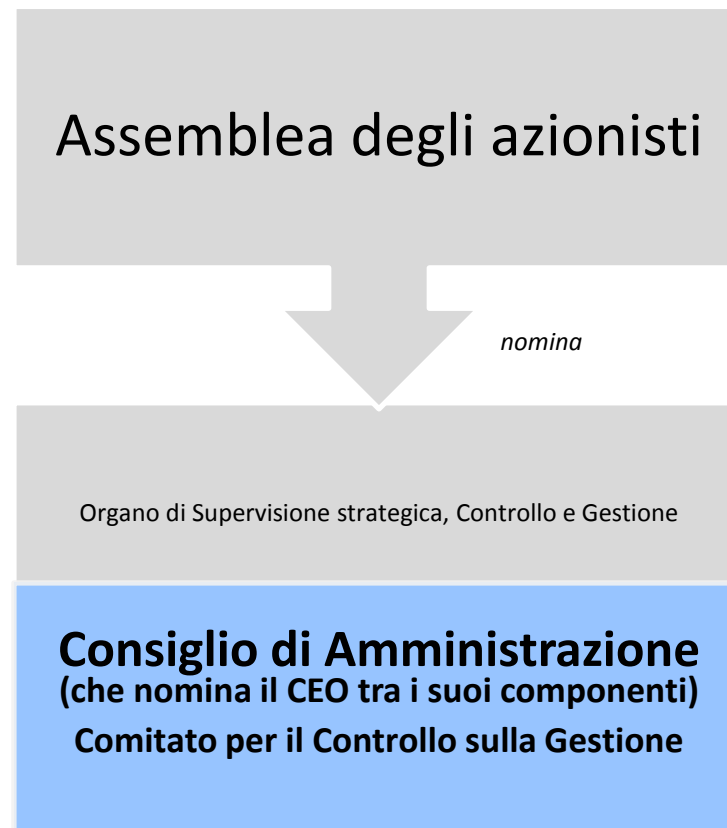 Assemblea degli azionisti
nomina
Organo di Supervisione strategica, Controllo e Gestione
Consiglio di Amministrazione
(che nomina il CEO tra i suoi componenti)
Comitato per il Controllo sulla Gestione